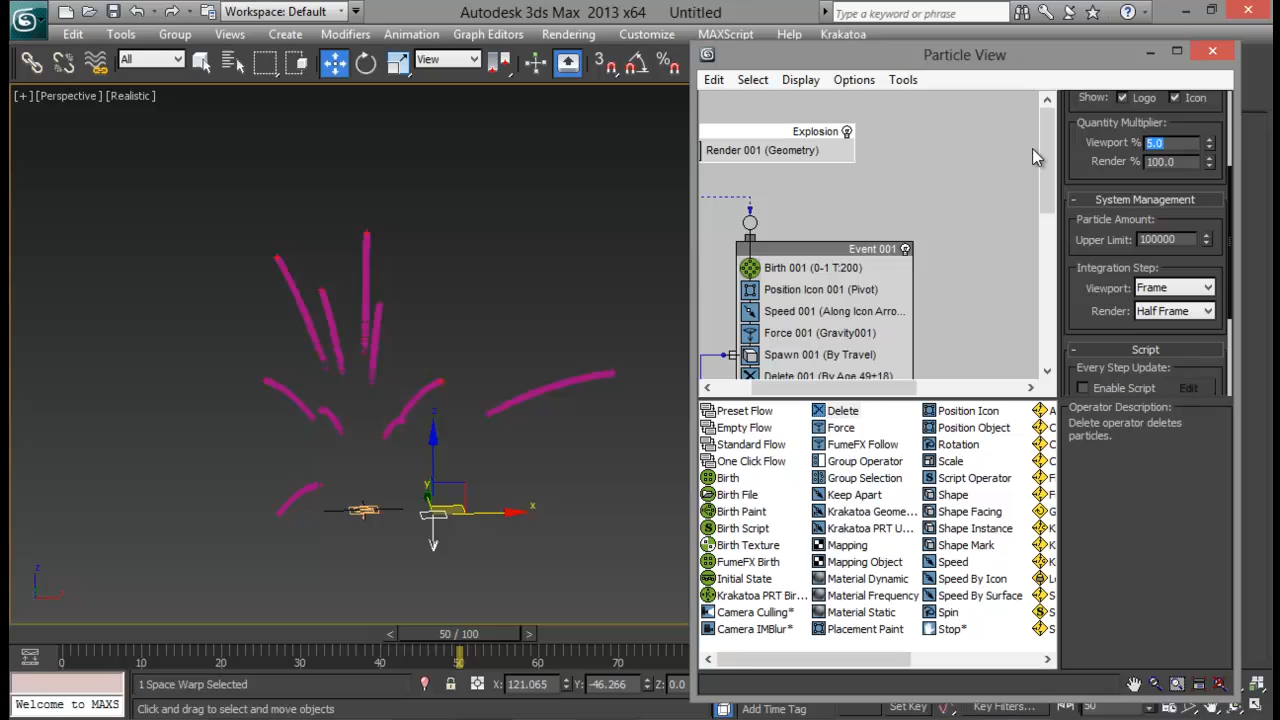 Workspace: Default
Autodesk 3ds Max 2013 x64
Untitled
Type a keyword or phrase
Edit Tools Group Views Create Modifiers Animation Graph Editors Rendering Customize MAXScript Help Krakatoa
All
View
3
[+] [Perspective] [Realistic]
Particle View
Edit Select Display Options Tools
Explosion
Render 001 (Geometry)
Event 001
Birth 001 (0-1 T:200)
Position Icon 001 (Pivot)
Speed 001 (Along Icon Arro...
Force 001 (Gravity001)
Spawn 001 (By Travel)
Delete 001 (By Age 49±18)
Show: Logo Icon
Quantity Multiplier:
Viewport % 5.0
Render % 100.0
- System Management
Particle Amount:
Upper Limit: 100000
Integration Step:
Viewport: Frame
Render: Half Frame
- Script
Every Step Update:
Enable Script Edit
Operator Description:
Delete operator deletes
particles.
Preset Flow Delete Position Icon
Empty Flow Force Position Object
Standard Flow FumeFX Follow Rotation
One Click Flow Group Operator Scale
Birth Group Selection Script Operator
Birth File Keep Apart Shape
Birth Paint Krakatoa Geome... Shape Facing
Birth Script Krakatoa PRT U... Shape Instance
Birth Texture Mapping Shape Mark
FumeFX Birth Mapping Object Speed
Initial State Material Dynamic Speed By Icon
Krakatoa PRT Bir... Material Frequency Speed By Surface
Camera Culling* Material Static Spin
Camera IMBlur* Placement Paint Stop*
z
y
x
z
50 / 100
0 10 20 30 40 50 60 70
1 Space Warp Selected
X: 121.065 Y: -46.266 Z: 0.0
Welcome to MAXS
Click and drag to select and move objects
Add Time Tag
Set Key
Key Filters...
50